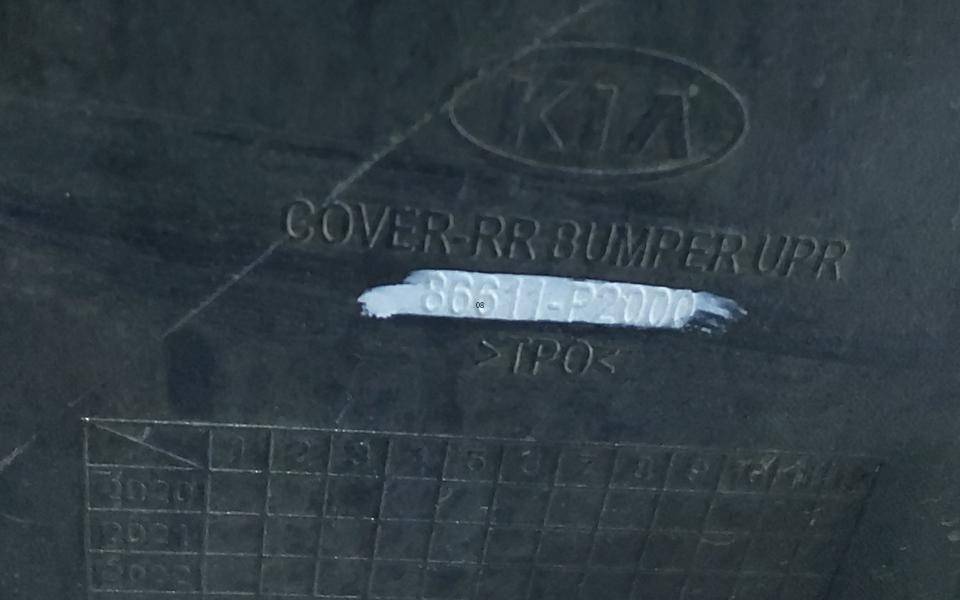 KIA
COVER-RR BUMPER UPR
86611-P2000
>TPO<
1 2 3 4 5 6 7 8 9 10 11 12
2020
2021
2022